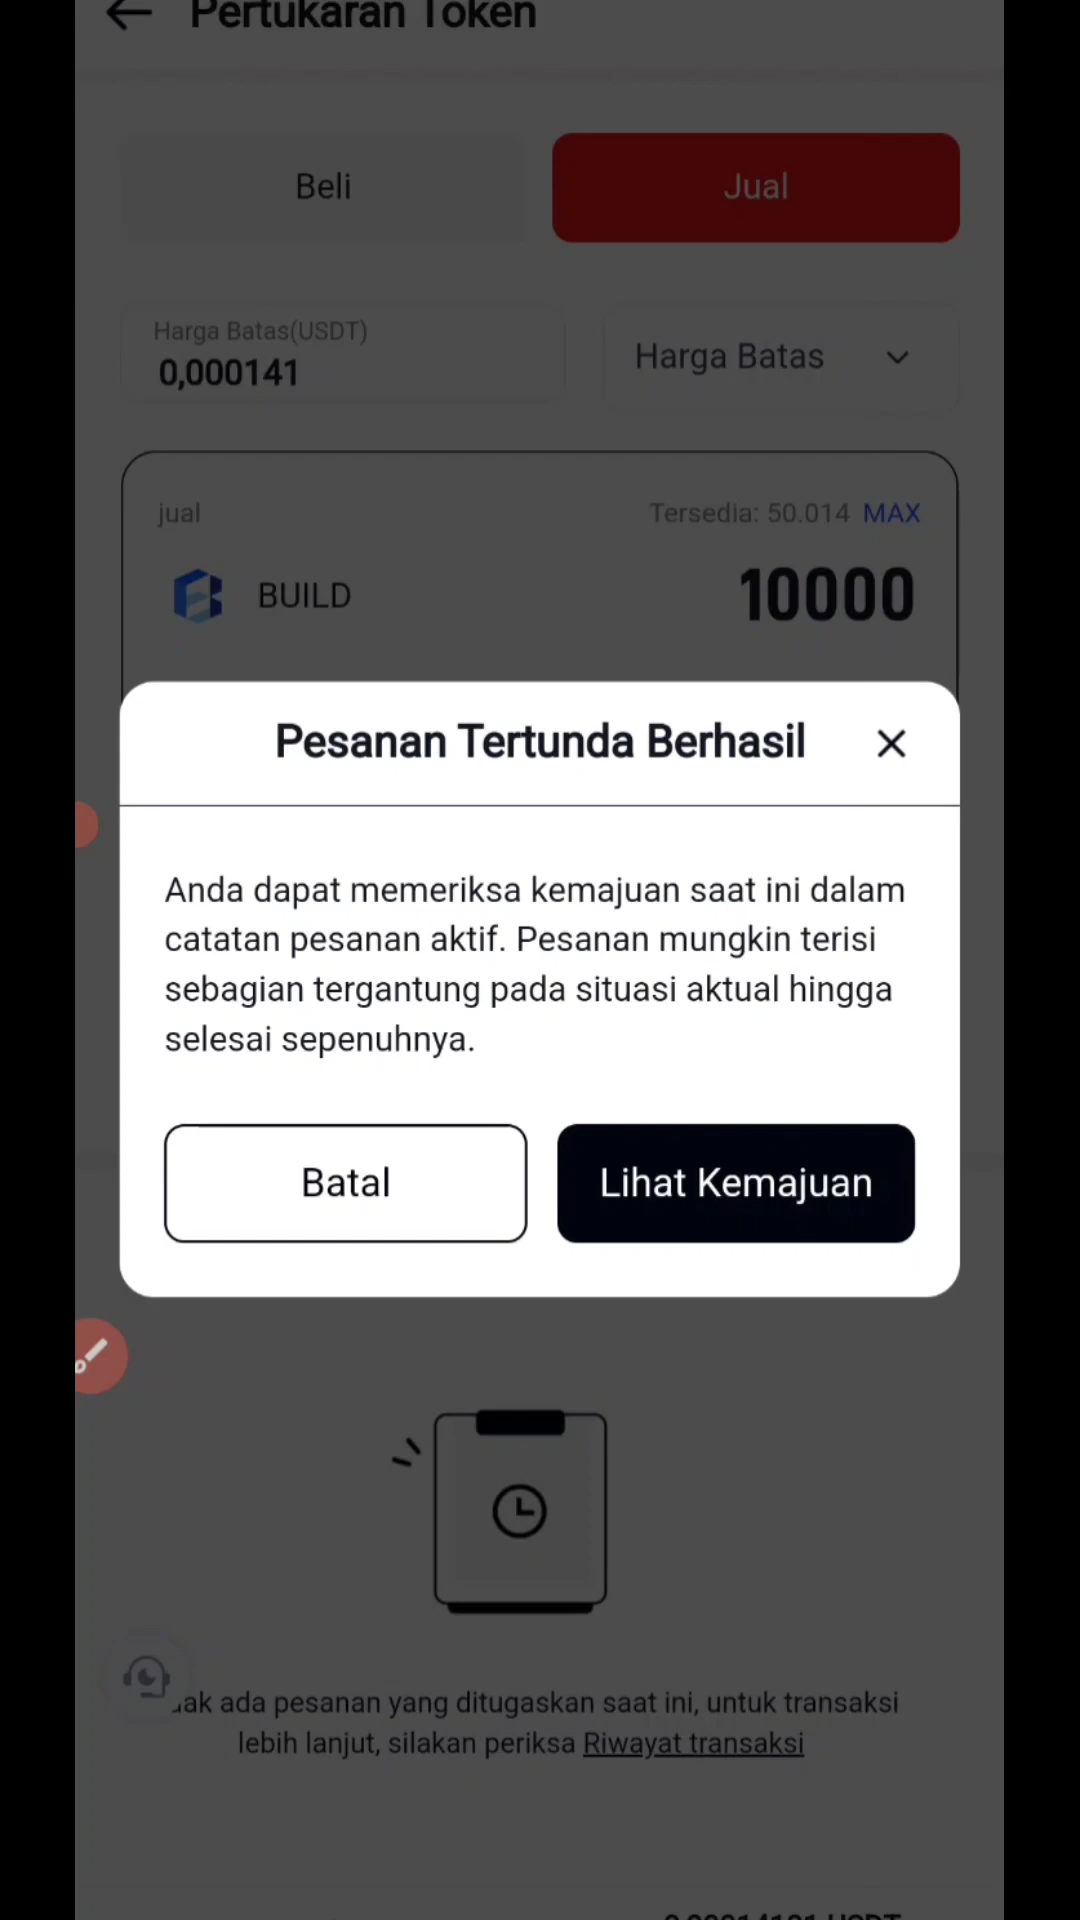 Pertukaran Token
Beli
Jual
Harga Batas(USDT)
0,000141
Harga Batas
jual
Tersedia: 50.014 MAX
BUILD
10000
Pesanan Tertunda Berhasil
Anda dapat memeriksa kemajuan saat ini dalam
catatan pesanan aktif. Pesanan mungkin terisi
sebagian tergantung pada situasi aktual hingga
selesai sepenuhnya.
Batal
Lihat Kemajuan
ada pesanan yang ditugaskan saat ini, untuk transaksi
lebih lanjut, silakan periksa Riwayat transaksi